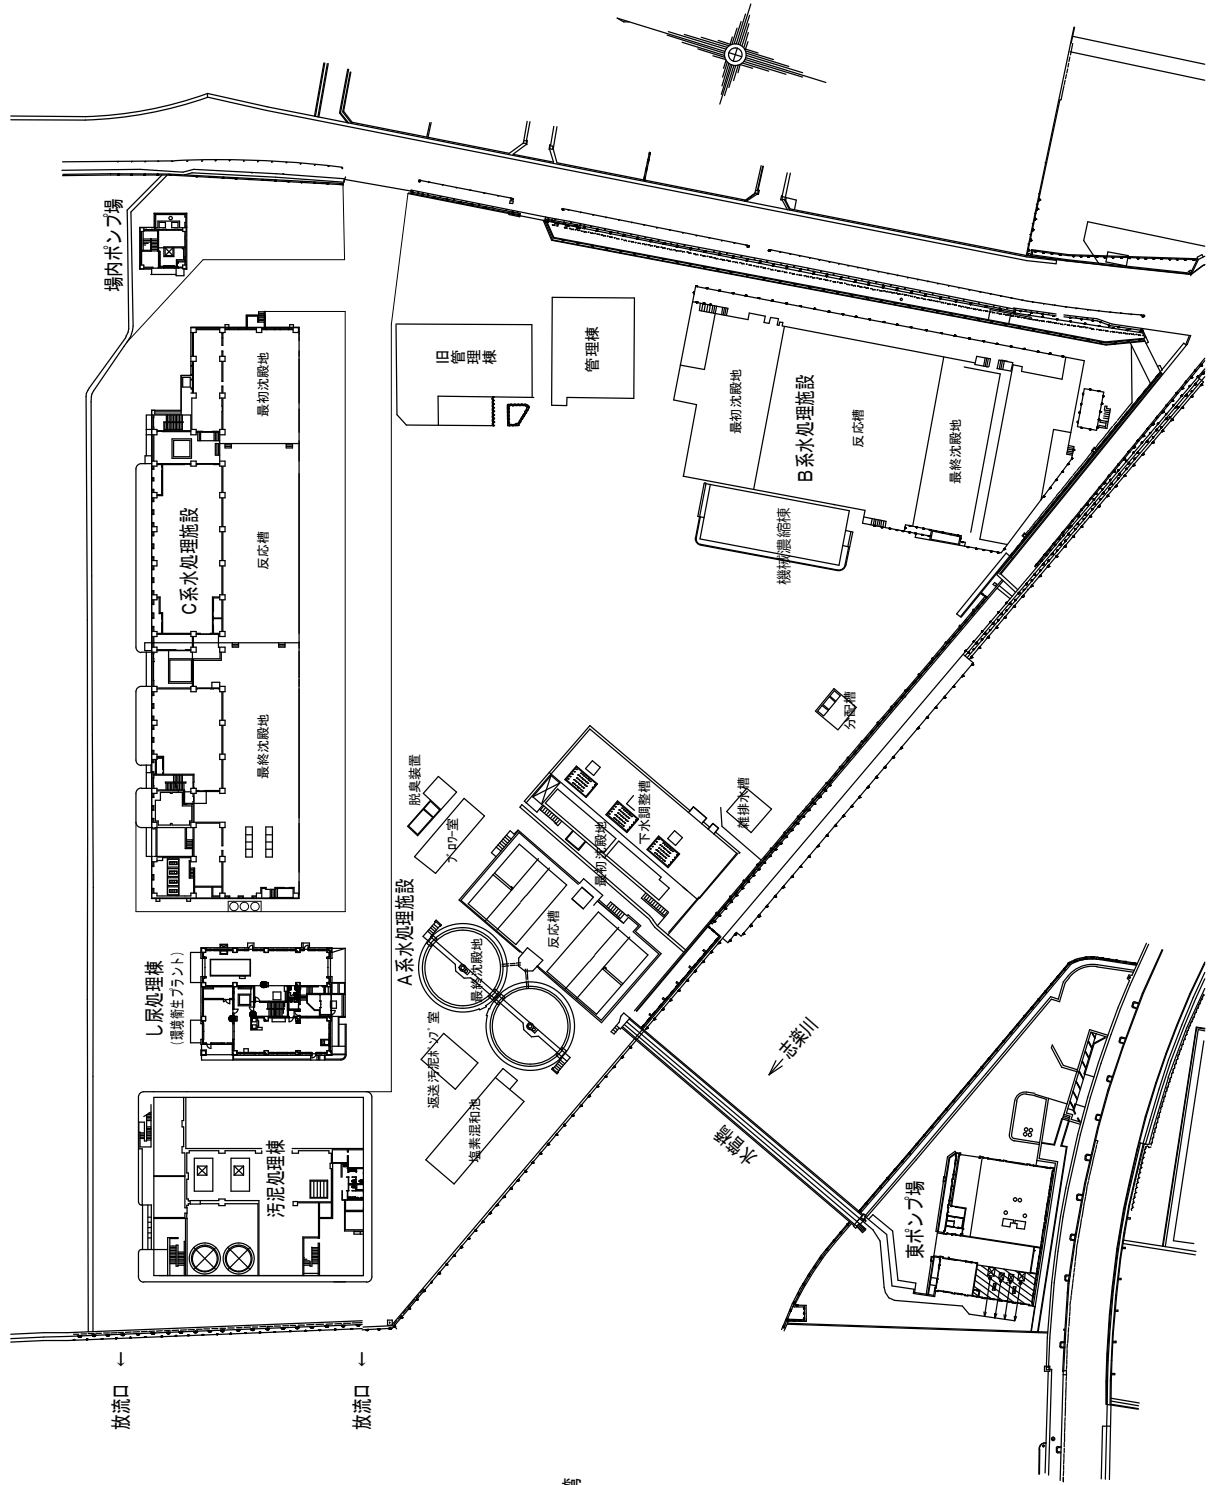 場内ポンプ場
旧管理棟
管理棟
最初沈殿地
反応槽
最終沈殿地
C系水処理施設
最初沈殿地
B系水処理施設
反応槽
最終沈殿地
機械濃縮棟
分配槽
脱臭装置
ブロワー室
下水調整槽
雑排水槽
最初沈殿地
A系水処理施設
反応槽
最終沈殿地
し尿処理棟
(環境衛生プラント)
返送汚泥ポンプ室
塩素混和池
汚泥処理棟
←志楽川
水管橋
東ポンプ場
放流口 ←
放流口 ←
湾